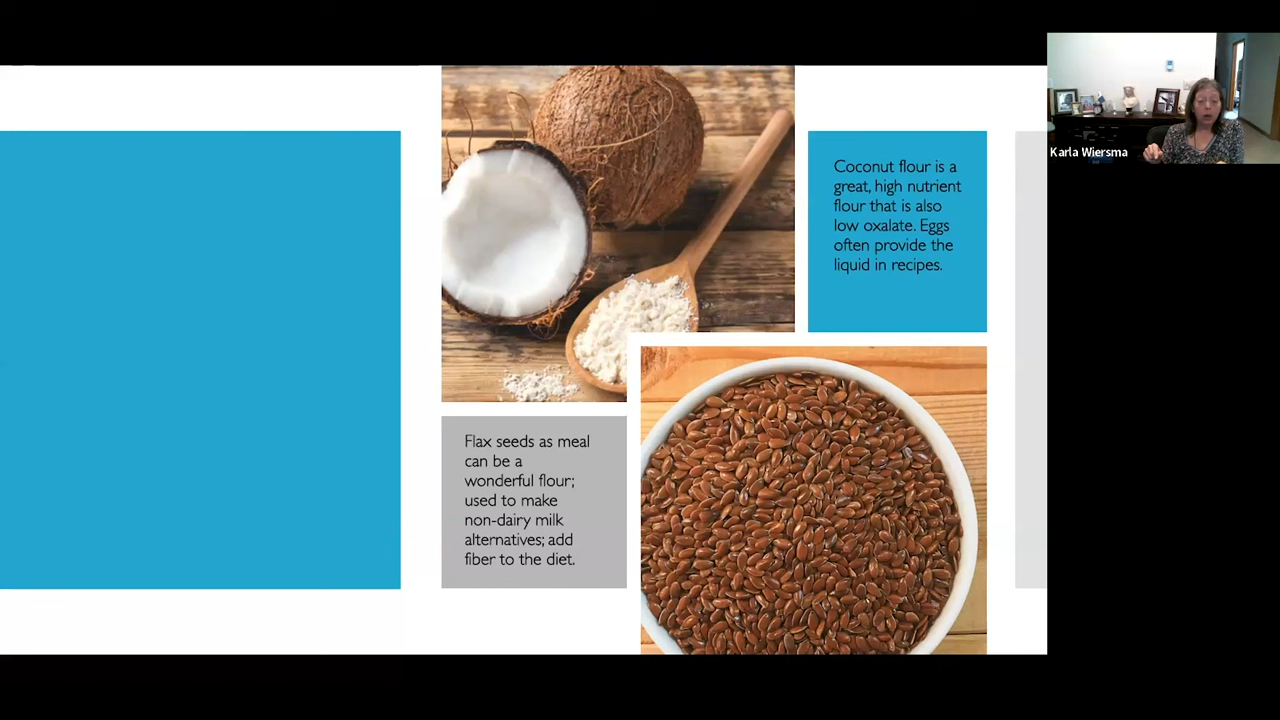 Coconut flour is a
great, high nutrient
flour that is also
low oxalate. Eggs
often provide the
liquid in recipes.
Flax seeds as meal
can be a
wonderful flour;
used to make
non-dairy milk
alternatives; add
fiber to the diet.
Karla Wiersma